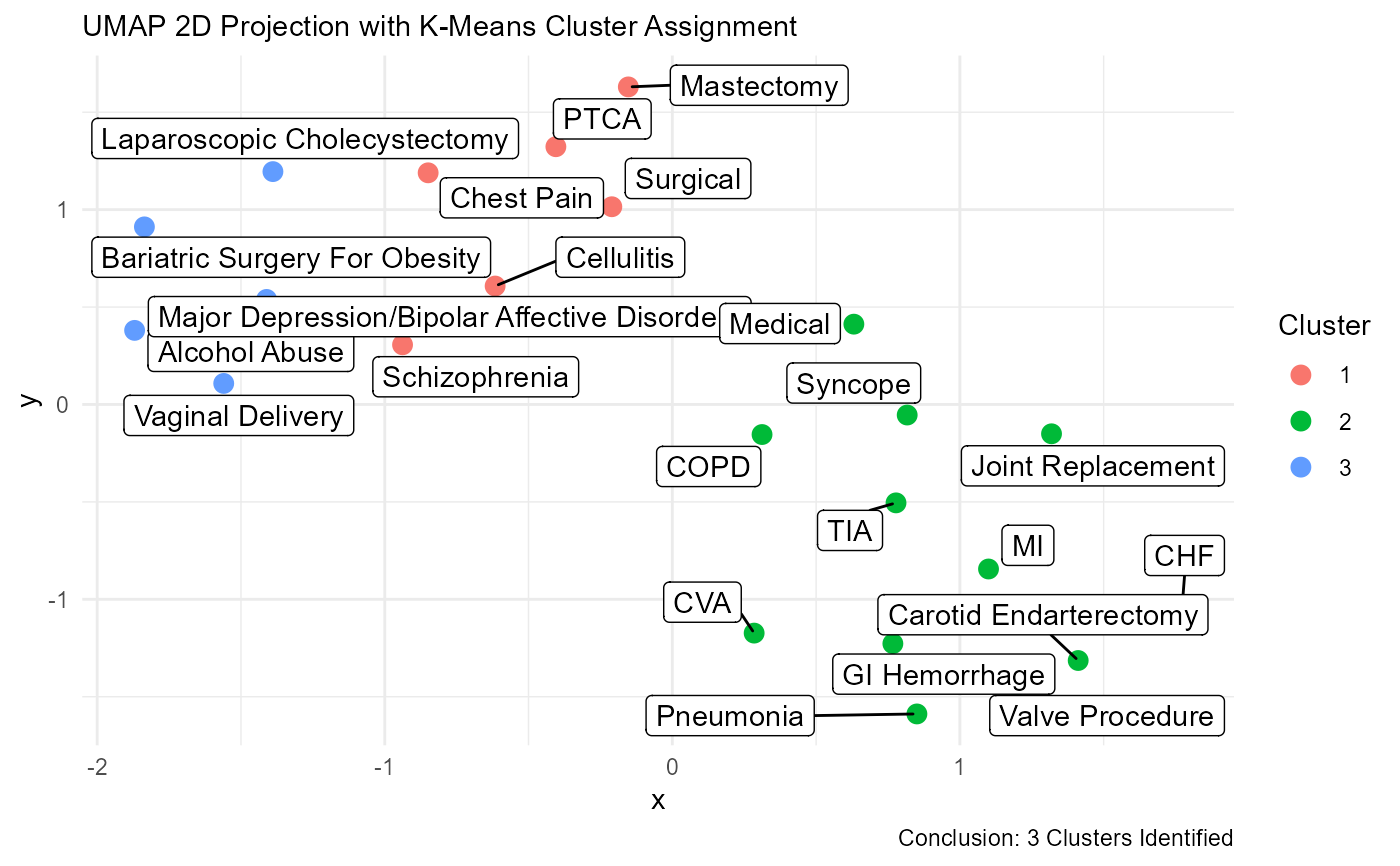 UMAP 2D Projection with K-Means Cluster Assignment
Mastectomy
PTCA
Laparoscopic Cholecystectomy
Surgical
Chest Pain
1
Bariatric Surgery For Obesity
Cellulitis
Major Depression/Bipolar Affective Disorde
Medical
Alcohol Abuse
Schizophrenia
Syncope
0
Vaginal Delivery
COPD
Joint Replacement
TIA
MI
CHF
-1
CVA
Carotid Endarterectomy
GI Hemorrhage
Pneumonia
Valve Procedure
-2
-1
0
1
x
y
Cluster
1
2
3
Conclusion: 3 Clusters Identified